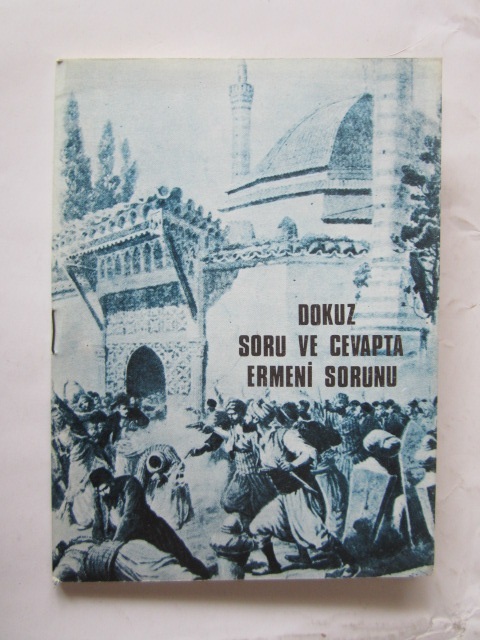 DOKUZ
SORU VE CEVAPTA
ERMENİ SORUNU